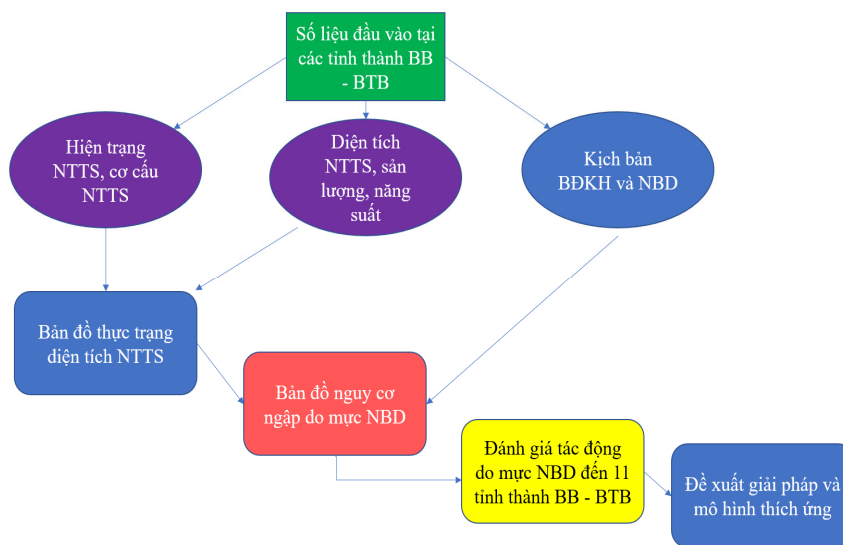 Số liệu đầu vào tại
các tỉnh thành BB
- BTB
Hiện trạng
NTTS, cơ cấu
NTTS
Diện tích
NTTS, sản
lượng, năng
suất
Kịch bản
BĐKH và NBD
Bản đồ thực trạng
diện tích NTTS
Bản đồ nguy cơ
ngập do mực NBD
Đánh giá tác động
do mực NBD đến 11
tỉnh thành BB - BTB
Đề xuất giải pháp và
mô hình thích ứng